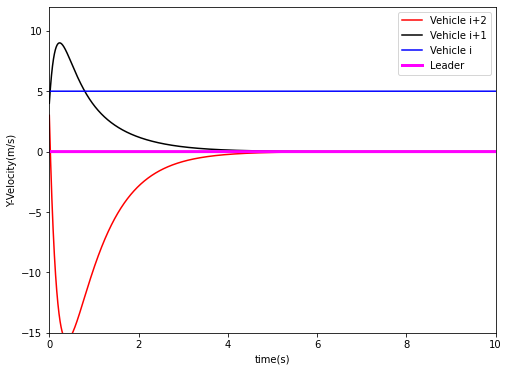 Vehicle i+2
Vehicle i+1
Vehicle i
Leader
10
5
0
−5
−10
−15
Y-Velocity(m/s)
0 2 4 6 8 10
time(s)